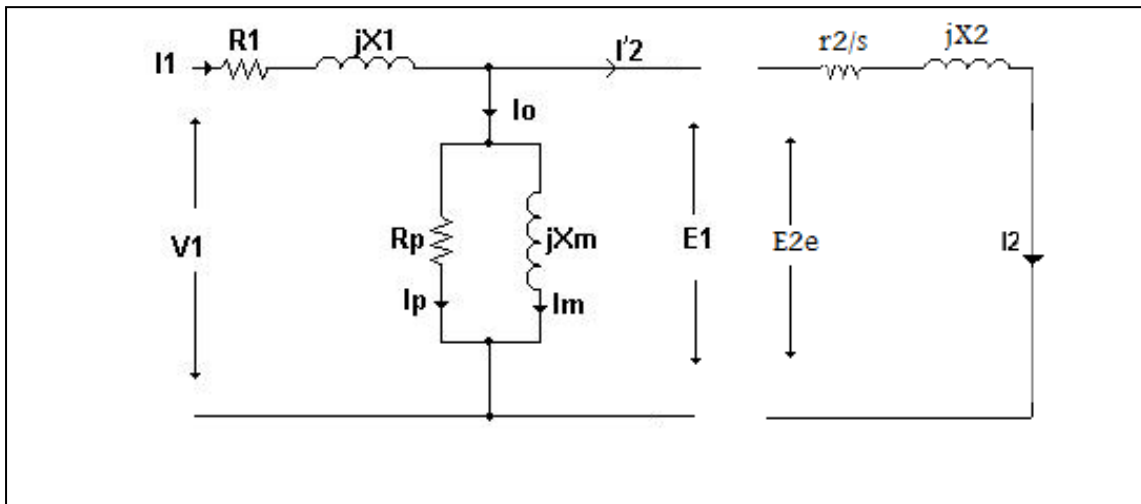 R1 jX1 r2/s jX2
I1 I'2
Io
V1 Rp jXm E1 E2e I2
Ip Im